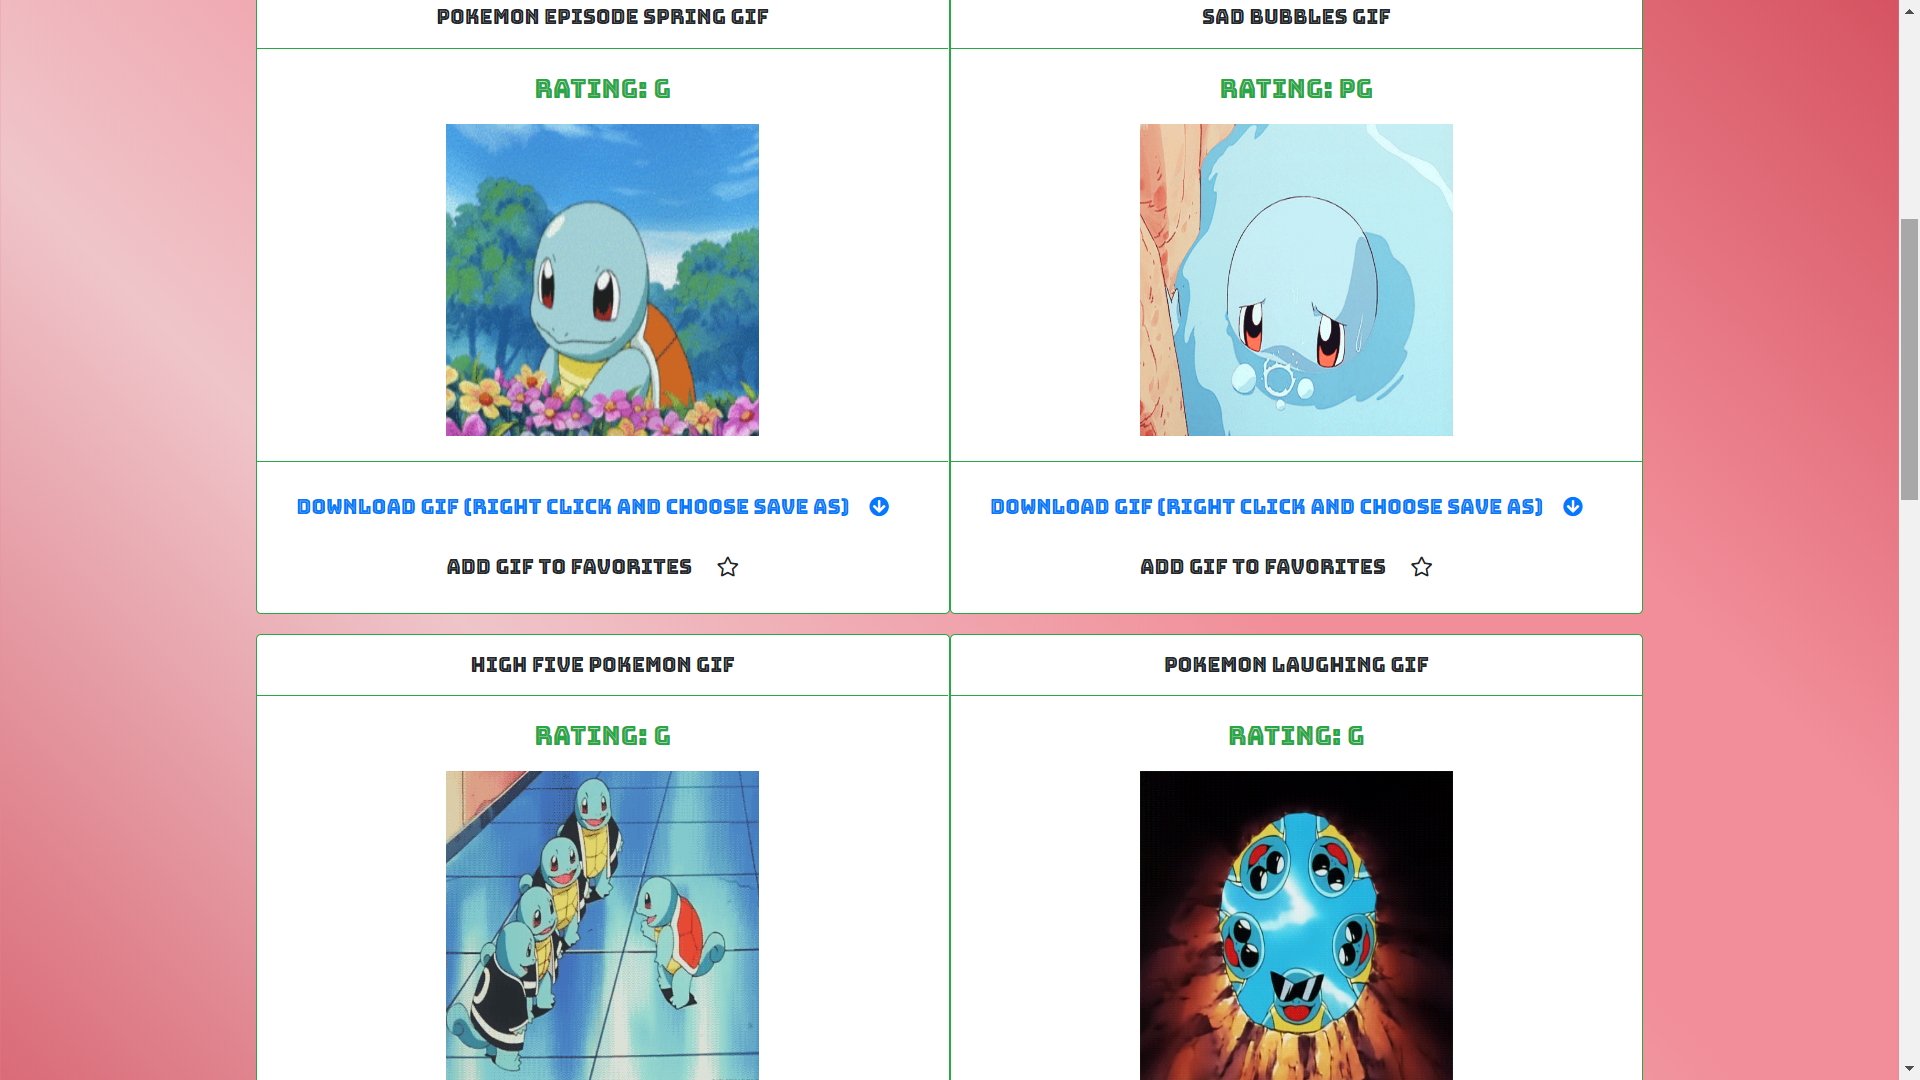 POKEMON EPISODE SPRING GIF
RATING: G
DOWNLOAD GIF (RIGHT CLICK AND CHOOSE SAVE AS)
ADD GIF TO FAVORITES
SAD BUBBLES GIF
RATING: PG
DOWNLOAD GIF (RIGHT CLICK AND CHOOSE SAVE AS)
ADD GIF TO FAVORITES
HIGH FIVE POKEMON GIF
RATING: G
POKEMON LAUGHING GIF
RATING: G